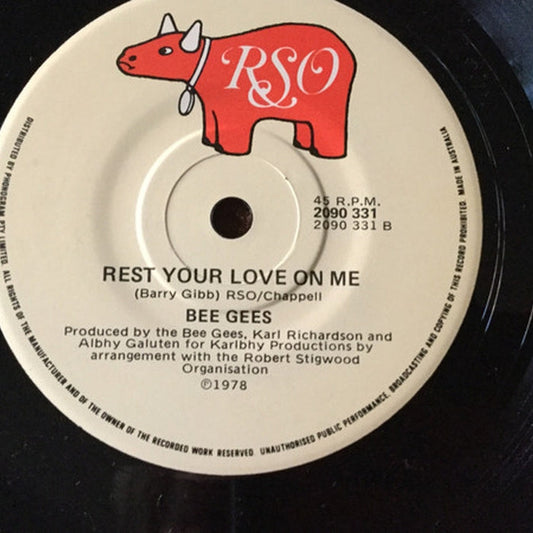 RSO
45 R.P.M.
2090 331
2090 331 B
REST YOUR LOVE ON ME
(Barry Gibb) RSO/Chappell
BEE GEES
Produced by the Bee Gees, Karl Richardson and
Albhy Galuten for Karlbhy Productions by
arrangement with the Robert Stigwood
Organisation
℗1978
DISTRIBUTED BY PHONOGRAM PTY LIMITED. ALL RIGHTS OF THE MANUFACTURER AND OF THE OWNER OF THE RECORDED WORK RESERVED. UNAUTHORISED PUBLIC PERFORMANCE, BROADCASTING AND COPYING OF THIS RECORD PROHIBITED. MADE IN AUSTRALIA